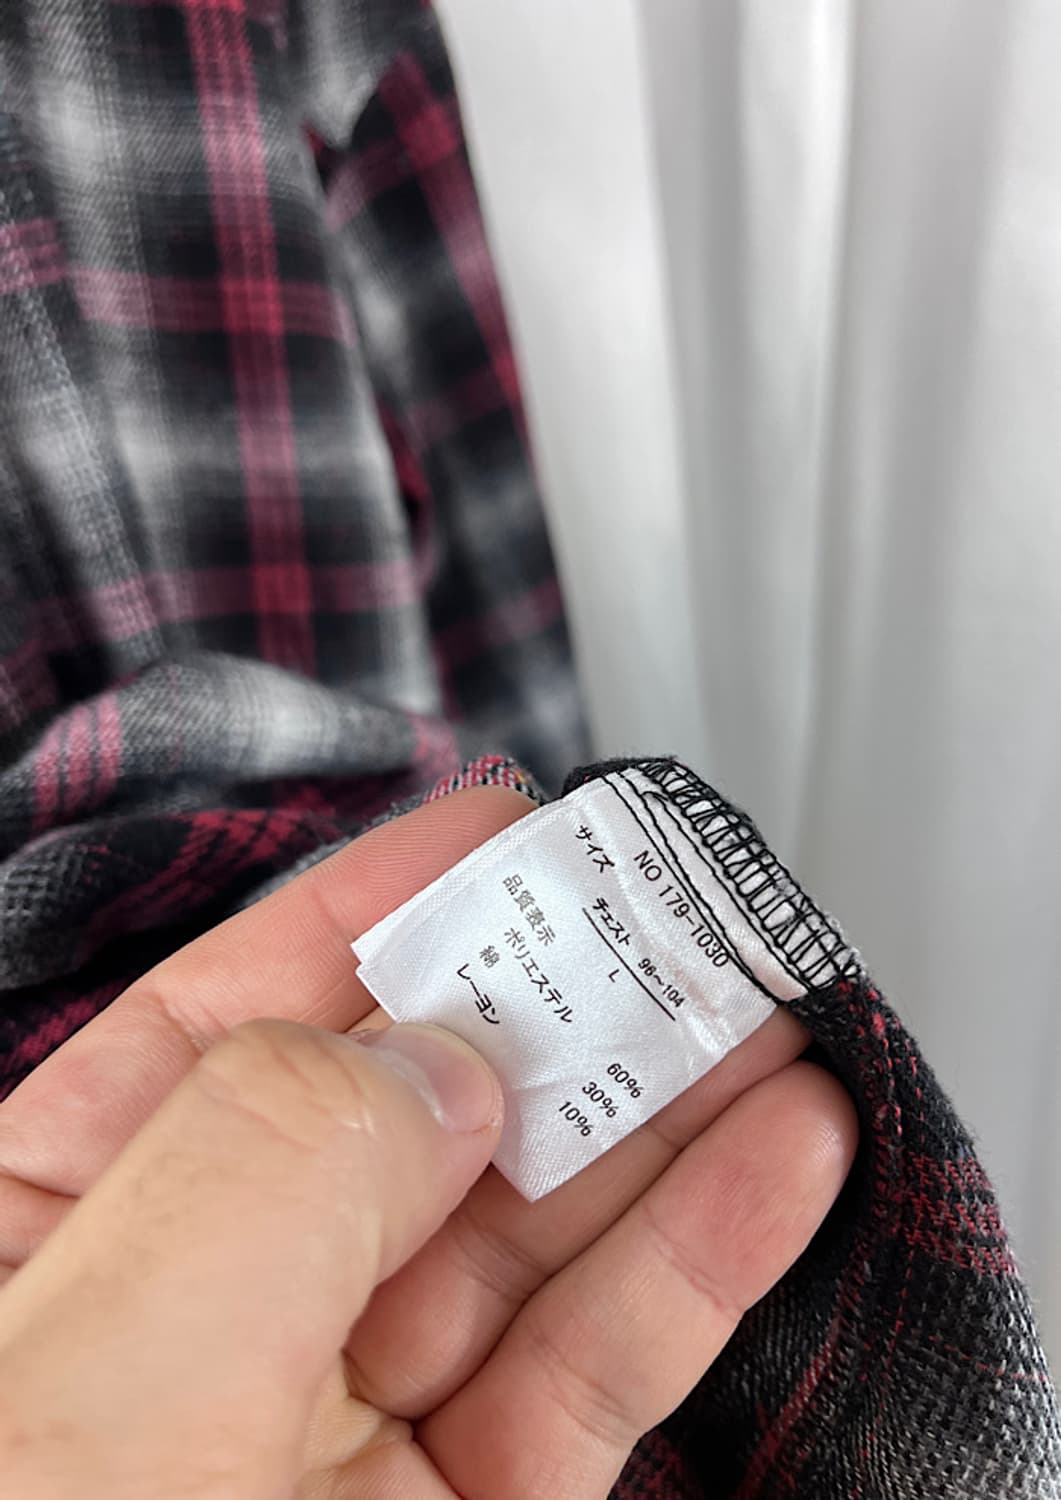 NO 179-1030
サイズ チェスト 96～104
L
品質表示
ポリエステル 60%
綿 30%
レーヨン 10%